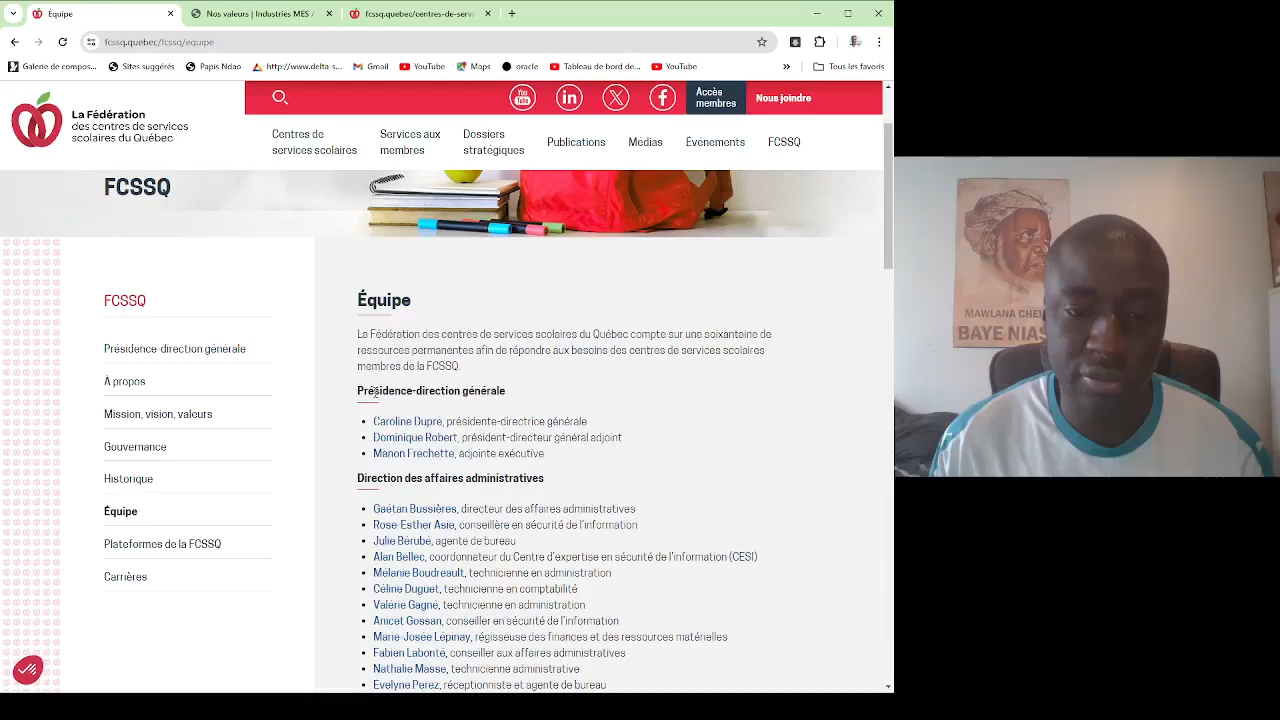 Équipe
Nos valeurs | Industries MES /
fcssq.quebec/centres-de-servi
fcssq.quebec/fcssq/equipe
Galerie de compos...
Sites suggérés
Papis Ndao
http://www.delta-s...
Gmail
YouTube
Maps
oracle
Tableau de bord de...
YouTube
Tous les favoris
You Tube
in
Accès membres
Nous joindre
La Fédération
des centres de services
scolaires du Québec
Centres de services scolaires
Services aux membres
Dossiers stratégiques
Publications
Médias
Événements
FCSSQ
FCSSQ
FCSSQ
Présidence-direction générale
À propos
Mission, vision, valeurs
Gouvernance
Historique
Équipe
Plateformes de la FCSSQ
Carrières
Équipe
La Fédération des centres de services scolaires du Québec compte sur une soixantaine de
ressources permanentes afin de répondre aux besoins des centres de services scolaires
membres de la FCSSQ.
Présidence-direction générale
Caroline Dupre, présidente-directrice générale
Dominique Robert, président-directeur général adjoint
Manon Frechette, adjointe exécutive
Direction des affaires administratives
Gaëtan Bussières, directeur des affaires administratives
Rose-Esther Asie, conseillère en sécurité de l'information
Julie Bérubé, agente de bureau
Alan Bellec, coordonnateur du Centre d'expertise en sécurité de l'information (CESI)
Mélanie Boudreault, technicienne en administration
Céline Duguet, technicienne en comptabilité
Valérie Gagné, technicienne en administration
Anicet Gossan, conseiller en sécurité de l'information
Marie-Josée Lépinay, régisseuse des finances et des ressources matérielles
Fabien Labonté, conseiller aux affaires administratives
Nathalie Masse, technicienne administrative
Evelyne Perez, réceptionniste et agente de bureau
MAWLANA CHEI
BAYE NIAS